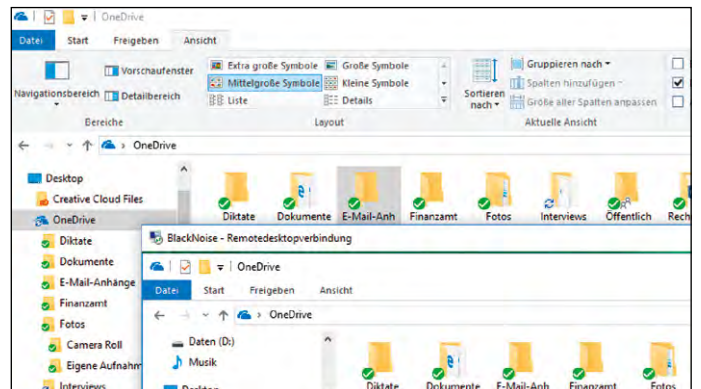 OneDrive
Datei Start Freigeben Ansicht
Vorschaufenster Extra große Symbole Große Symbole Gruppieren nach
Mittelgroße Symbole Kleine Symbole Spalten hinzufügen
Navigationsbereich Detailbereich Liste Details Sortieren nach Größe aller Spalten anpassen
Bereiche Layout Aktuelle Ansicht
OneDrive
Desktop
Creative Cloud Files
OneDrive
Diktate Dokumente E-Mail-Anh Finanzamt Fotos Interviews Öffentlich Rech
Diktate
Dokumente
E-Mail-Anhänge
Finanzamt
Fotos
Camera Roll
Eigene Aufnahm
Interviews
BlackNoise - Remotedesktopverbindung
OneDrive
Datei Start Freigeben Ansicht
OneDrive
Daten (D:)
Musik
Desktop
Diktate Dokumente E-Mail-Anh Finanzamt Fotos